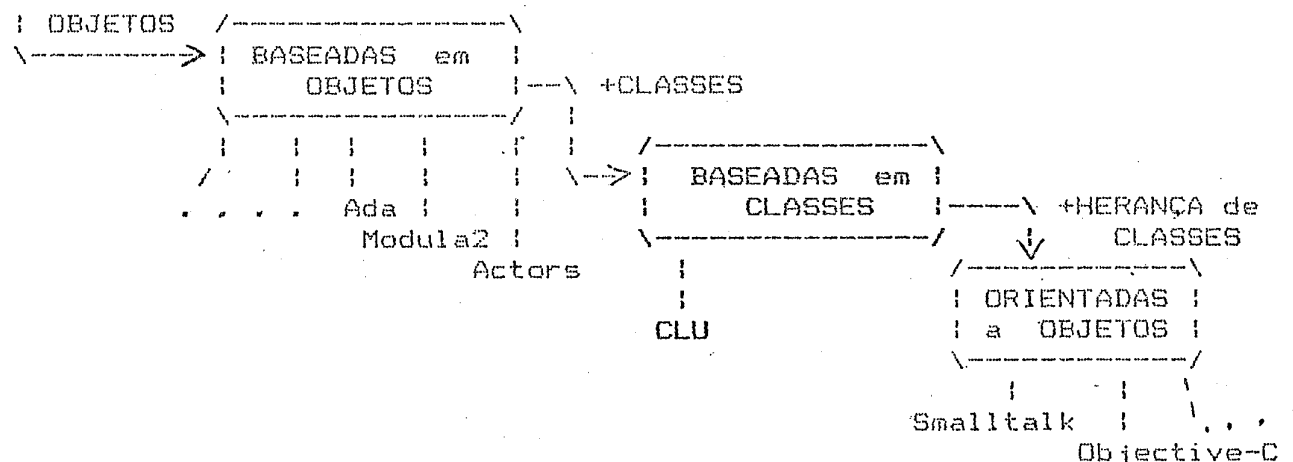 OBJETOS
BASEADAS em
OBJETOS
+CLASSES
BASEADAS em
CLASSES
+HERANÇA de
CLASSES
. . . . Ada
Modula2
Actors
CLU
ORIENTADAS
a OBJETOS
Smalltalk
...
Objective-C